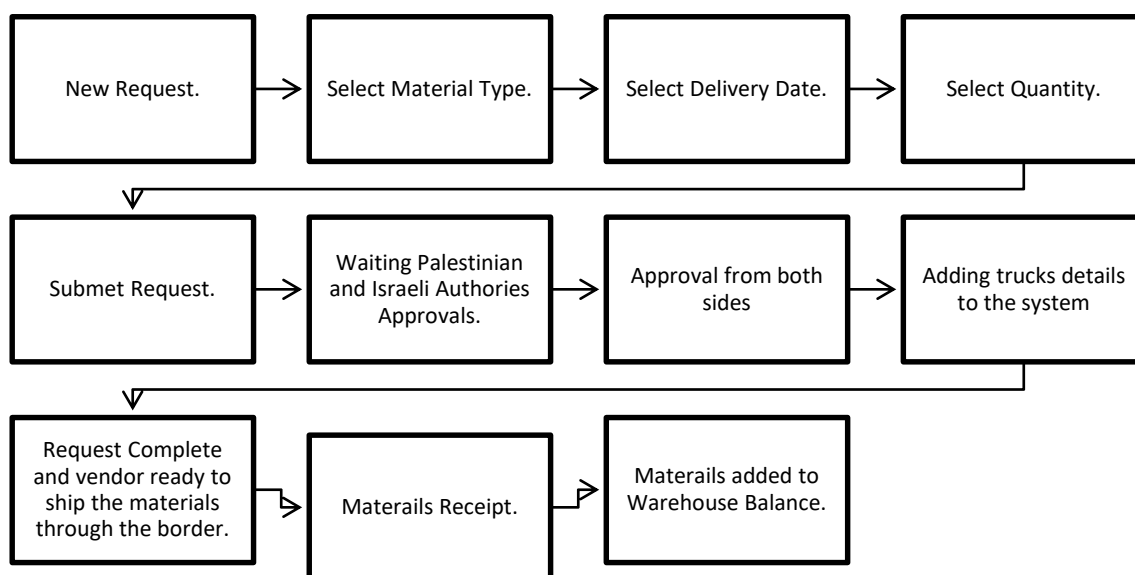 New Request.
Select Material Type.
Select Delivery Date.
Select Quantity.
Submet Request.
Waiting Palestinian
and Israeli Authories
Approvals.
Approval from both
sides
Adding trucks details
to the system
Request Complete
and vendor ready to
ship the materials
through the border.
Materails Receipt.
Materails added to
Warehouse Balance.